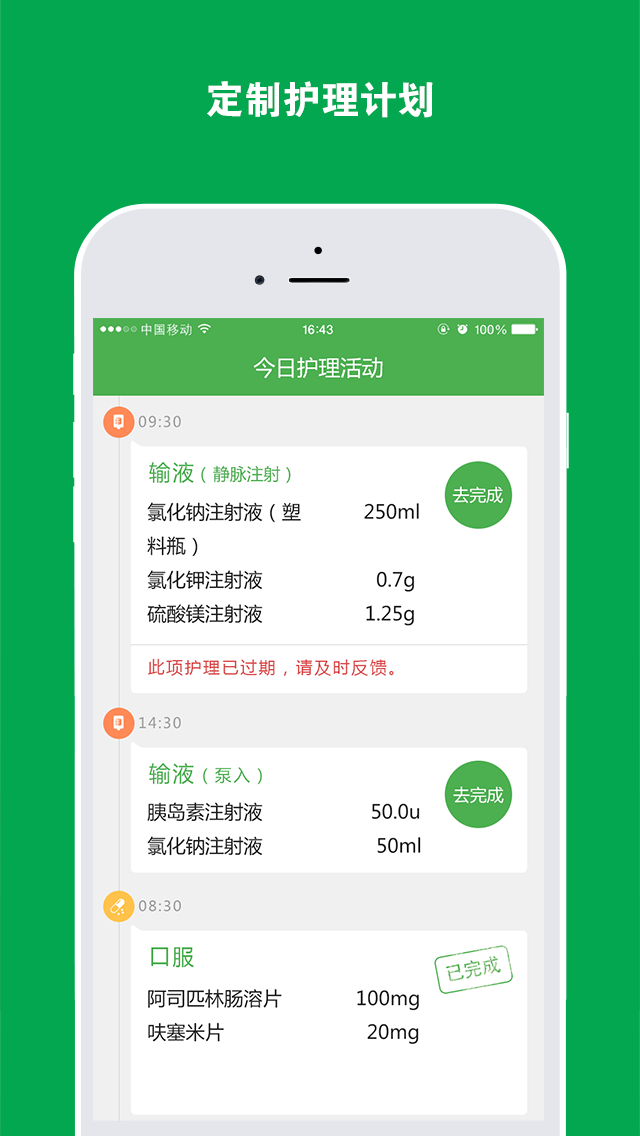 定制护理计划
中国移动 16:43 100%
今日护理活动
09:30
输液（静脉注射）
去完成
氯化钠注射液（塑 250ml
料瓶）
氯化钾注射液 0.7g
硫酸镁注射液 1.25g
此项护理已过期，请及时反馈。
14:30
输液（泵入）
去完成
胰岛素注射液 50.0u
氯化钠注射液 50ml
08:30
口服
已完成
阿司匹林肠溶片 100mg
呋塞米片 20mg